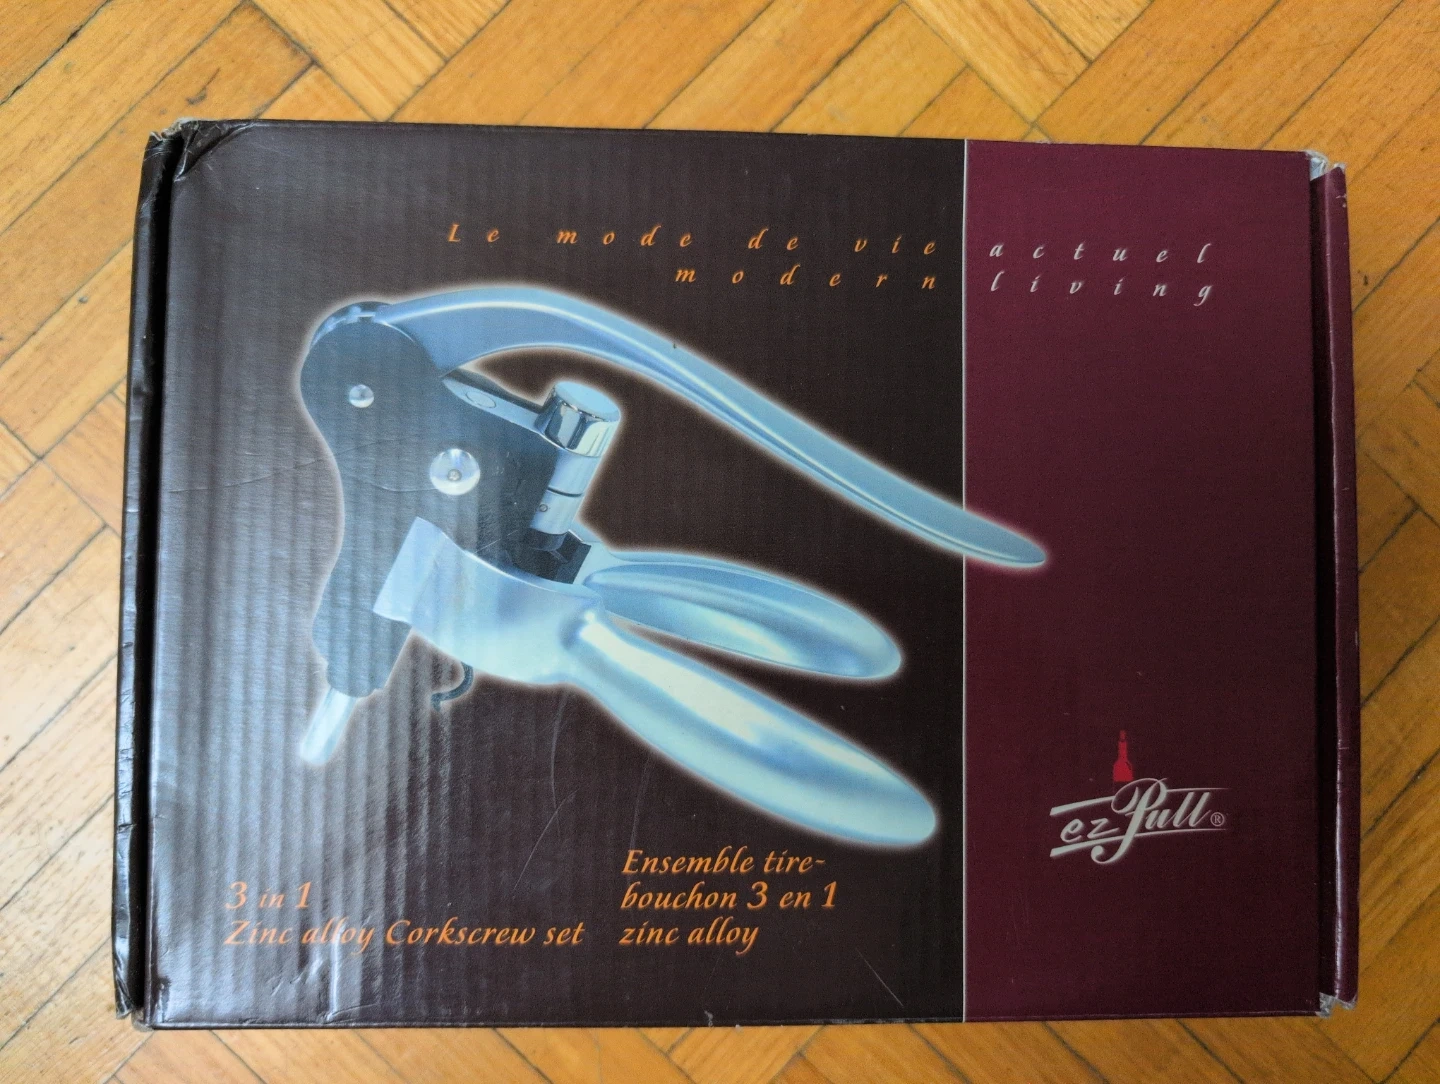 Le mode de vie actuel
modern living
ez Pull®
Ensemble tire-
bouchon 3 en 1
zinc alloy
3 in 1
Zinc alloy Corkscrew set